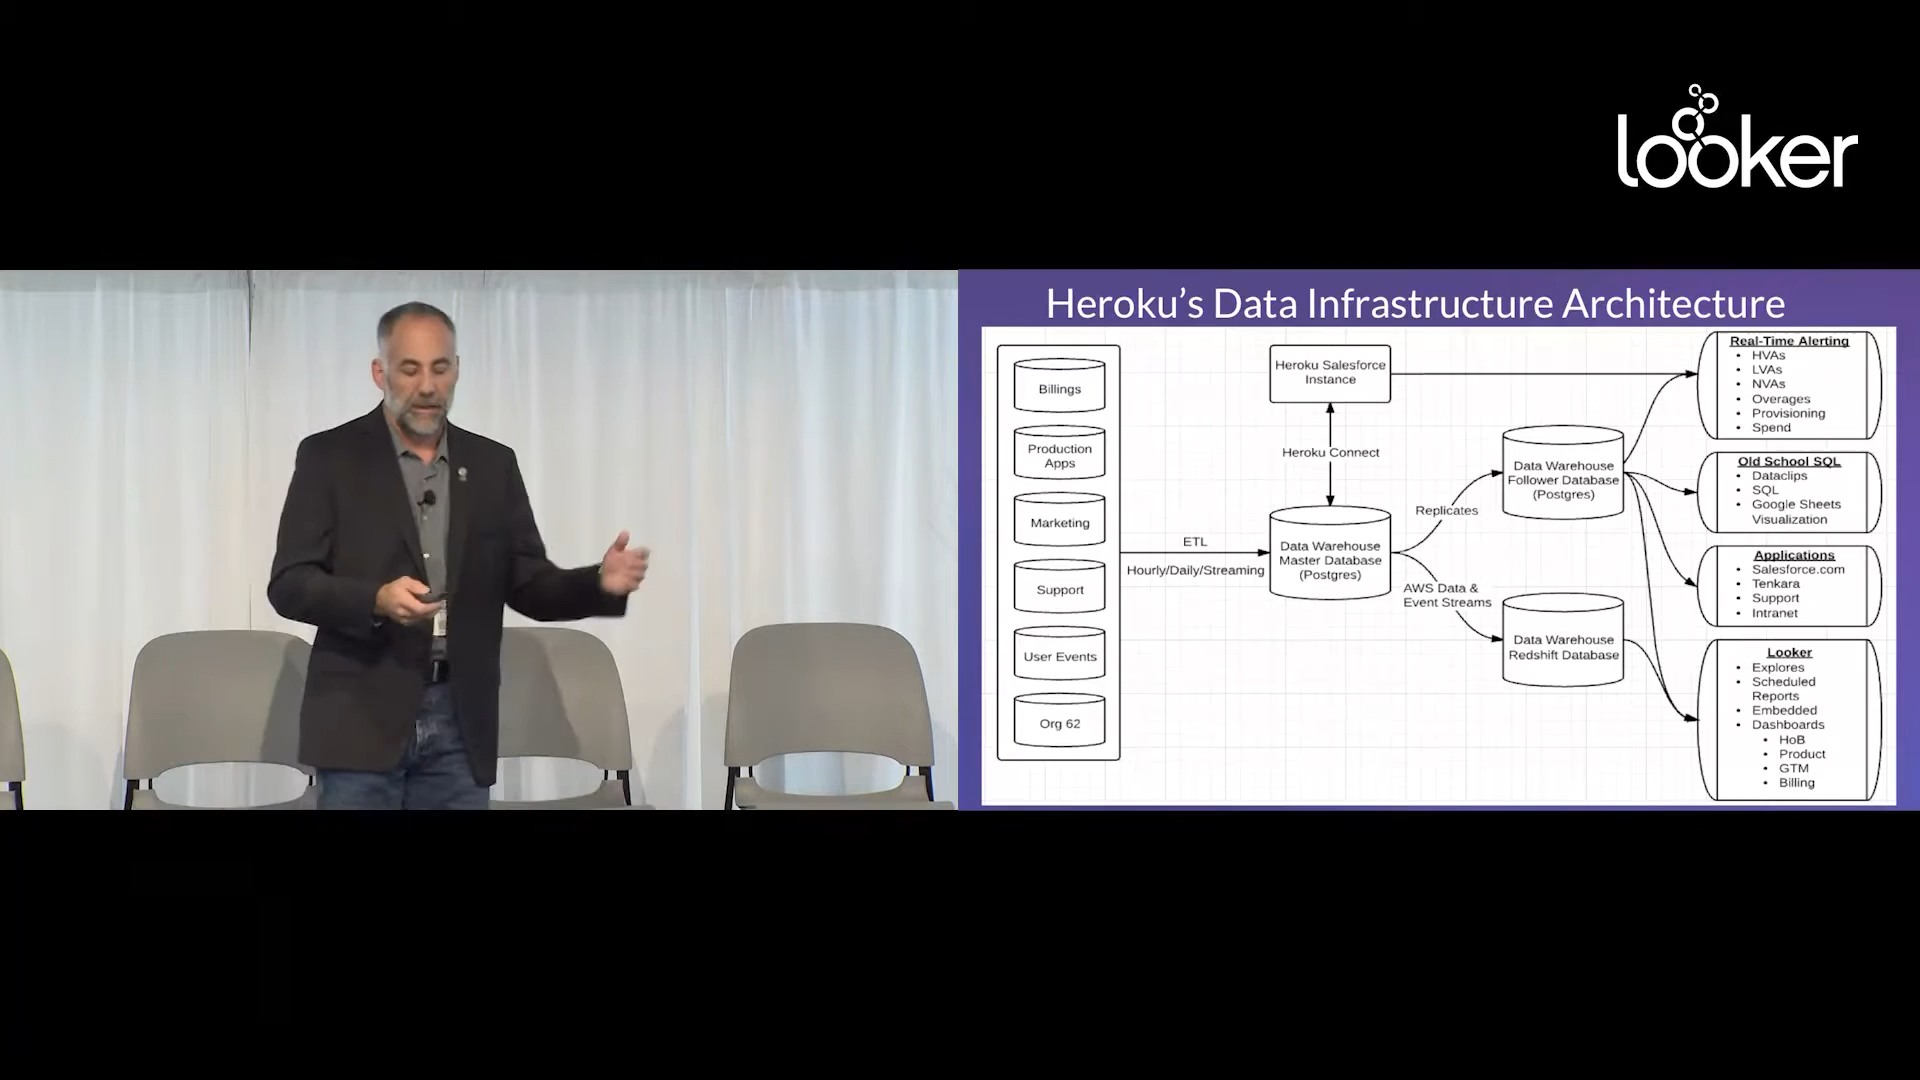 looker
Heroku's Data Infrastructure Architecture
Billings
Production
Apps
Marketing
Support
User Events
Org 62
ETL
Hourly/Daily/Streaming
Heroku Salesforce
Instance
Heroku Connect
Data Warehouse
Master Database
(Postgres)
Replicates
AWS Data &
Event Streams
Data Warehouse
Follower Database
(Postgres)
Data Warehouse
Redshift Database
Real-Time Alerting
• HVAs
• LVAs
• NVAs
• Overages
• Provisioning
• Spend
Old School SQL
• Dataclips
• SQL
• Google Sheets
Visualization
Applications
• Salesforce.com
• Tenkara
• Support
• Intranet
Looker
• Explores
• Scheduled
Reports
• Embedded
• Dashboards
• HoB
• Product
• GTM
• Billing